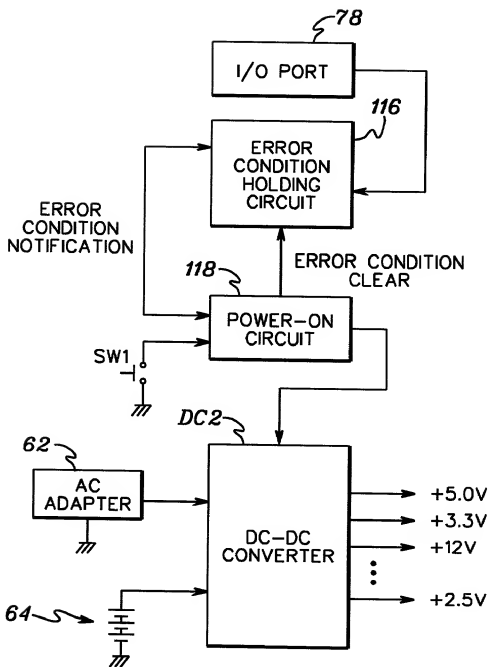 78
I/O PORT
116
ERROR
CONDITION
HOLDING
CIRCUIT
ERROR
CONDITION
NOTIFICATION
ERROR CONDITION
CLEAR
118
POWER-ON
CIRCUIT
SW1
DC2
62
AC
ADAPTER
DC-DC
CONVERTER
+5.0V
+3.3V
+12V
+2.5V
64